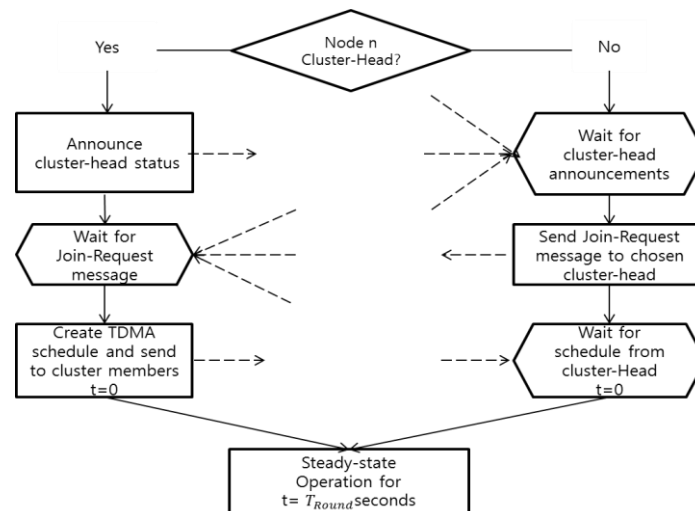 Yes
Node n
Cluster-Head?
No
Announce
cluster-head status
Wait for
cluster-head
announcements
Wait for
Join-Request
message
Send Join-Request
message to chosen
cluster-head
Create TDMA
schedule and send
to cluster members
t=0
Wait for
schedule from
cluster-Head
t=0
Steady-state
Operation for
t= T_Round seconds